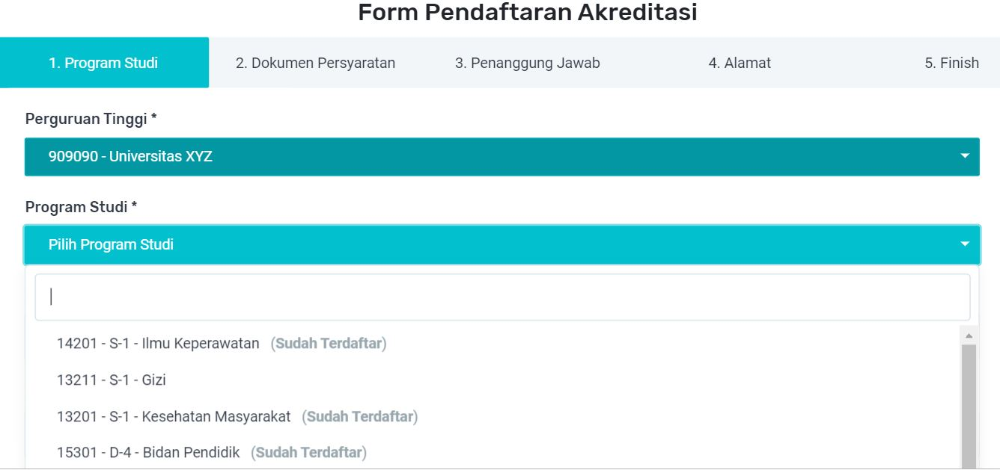 Form Pendaftaran Akreditasi
1. Program Studi 2. Dokumen Persyaratan 3. Penanggung Jawab 4. Alamat 5. Finish
Perguruan Tinggi *
909090 - Universitas XYZ
Program Studi *
Pilih Program Studi
14201 - S-1 - Ilmu Keperawatan (Sudah Terdaftar)
13211 - S-1 - Gizi
13201 - S-1 - Kesehatan Masyarakat (Sudah Terdaftar)
15301 - D-4 - Bidan Pendidik (Sudah Terdaftar)